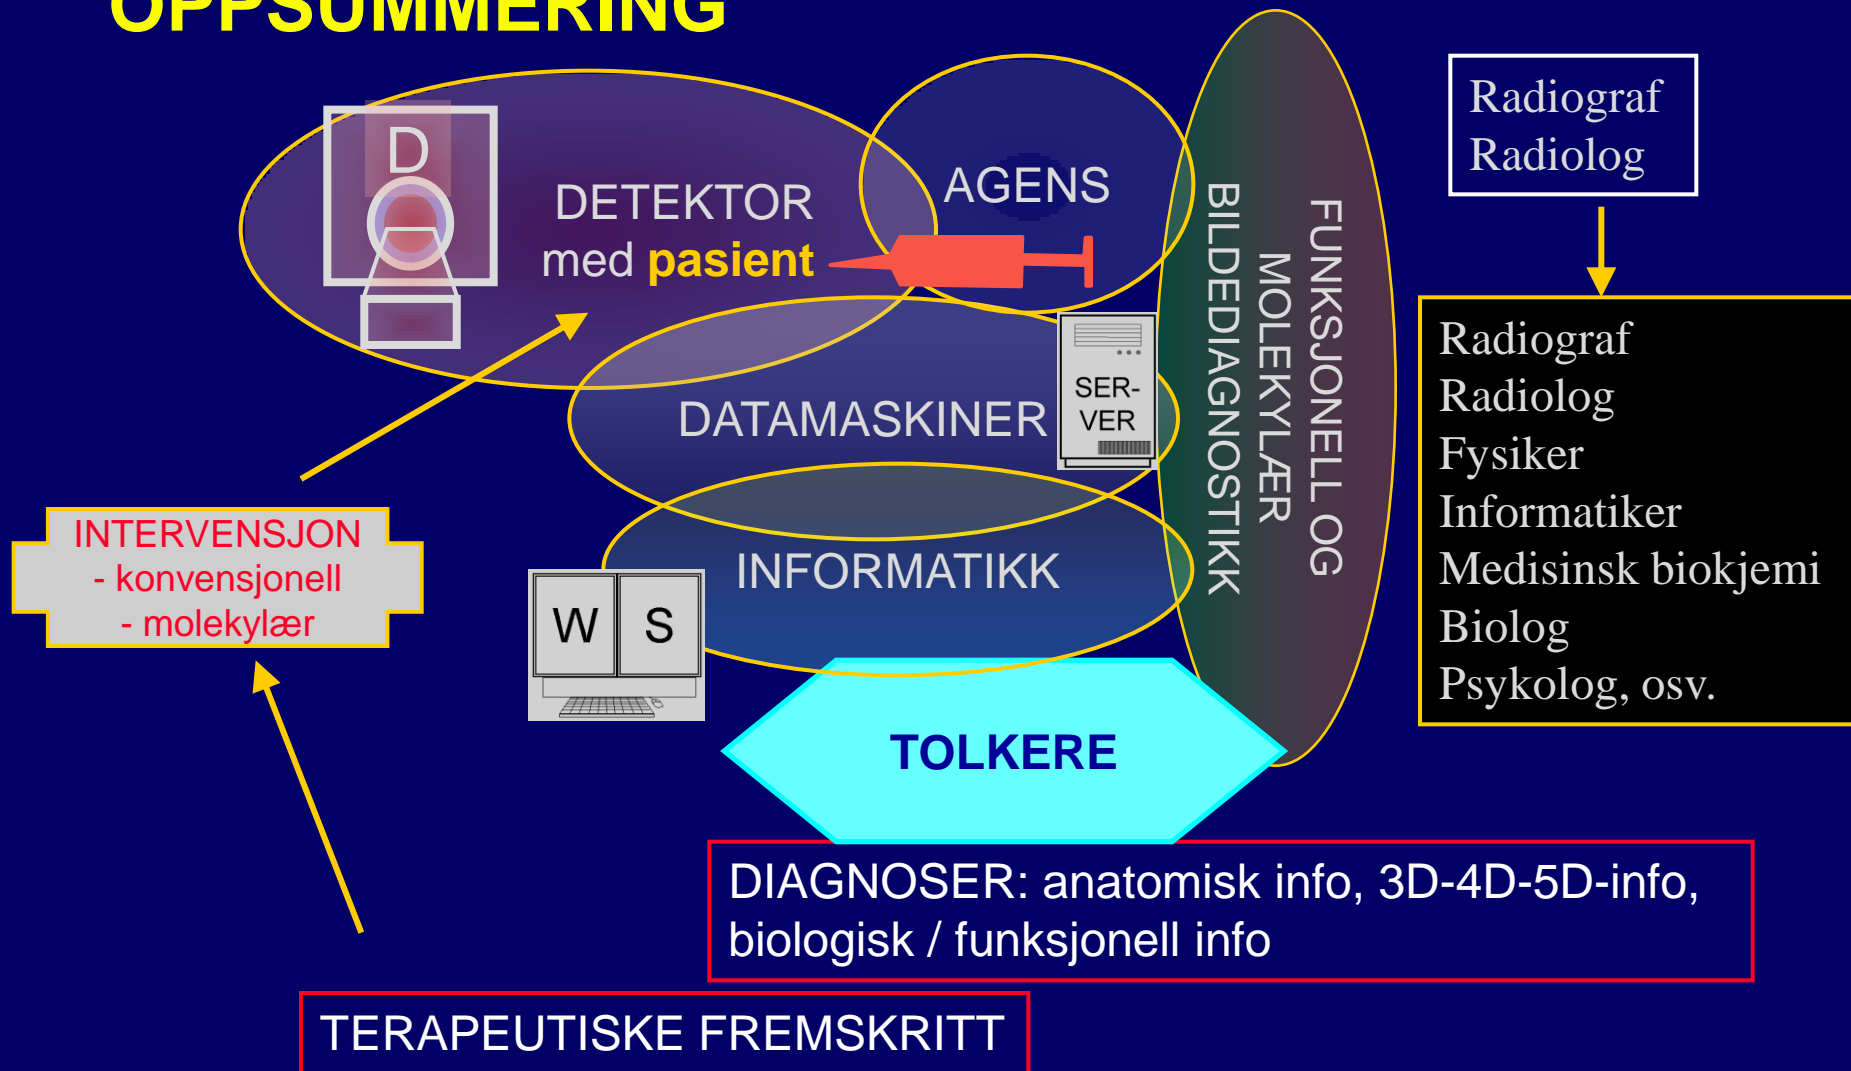 OPPSUMMERING
D
DETEKTOR
med pasient
AGENS
FUNKSJONELL OG
MOLEKYLÆR
BILDEDIAGNOSTIKK
Radiograf
Radiolog
DATAMASKINER
SER-
VER
Radiograf
Radiolog
Fysiker
Informatiker
Medisinsk biokjemi
Biolog
Psykolog, osv.
INTERVENSJON
- konvensjonell
- molekylær
INFORMATIKK
W S
TOLKERE
DIAGNOSER: anatomisk info, 3D-4D-5D-info,
biologisk / funksjonell info
TERAPEUTISKE FREMSKRITT